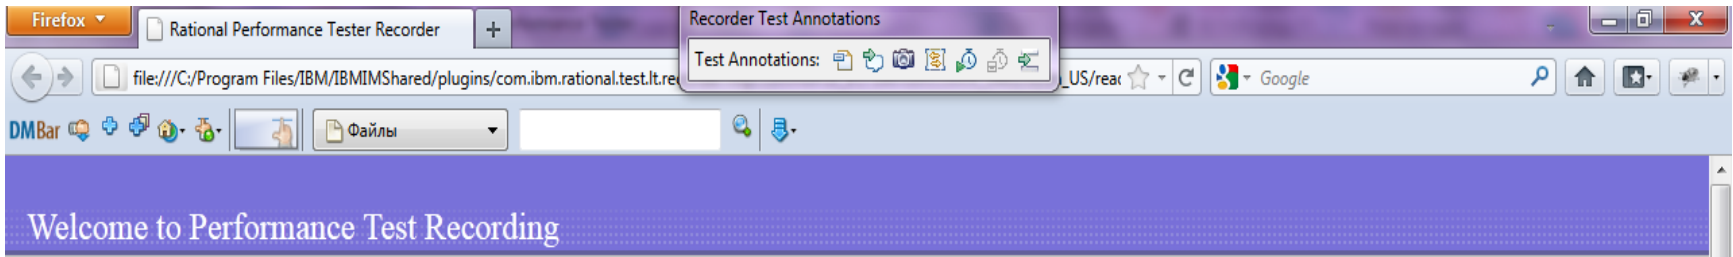 Firefox
Rational Performance Tester Recorder
Recorder Test Annotations
Test Annotations:
file:///C:/Program Files/IBM/IBMIMShared/plugins/com.ibm.rational.test.lt.re
_US/rea
Google
DMBar
Файлы
Welcome to Performance Test Recording